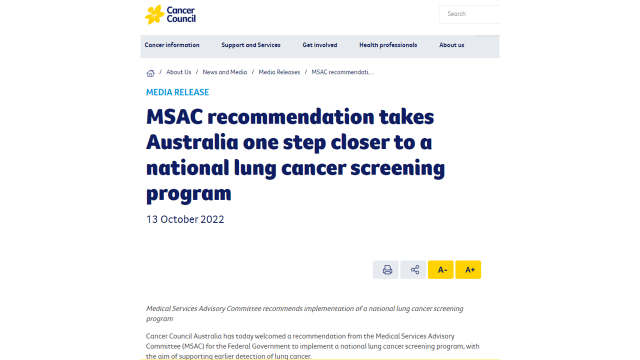 Cancer
Council
Search
Cancer information Support and Services Get involved Health professionals About us
/ About Us / News and Media / Media Releases / MSAC recommendati...
MEDIA RELEASE
MSAC recommendation takes
Australia one step closer to a
national lung cancer screening
program
13 October 2022
A- A+
Medical Services Advisory Committee recommends implementation of a national lung cancer screening
program
Cancer Council Australia has today welcomed a recommendation from the Medical Services Advisory
Committee (MSAC) for the Federal Government to implement a national lung cancer screening program, with
the aim of supporting earlier detection of lung cancer.